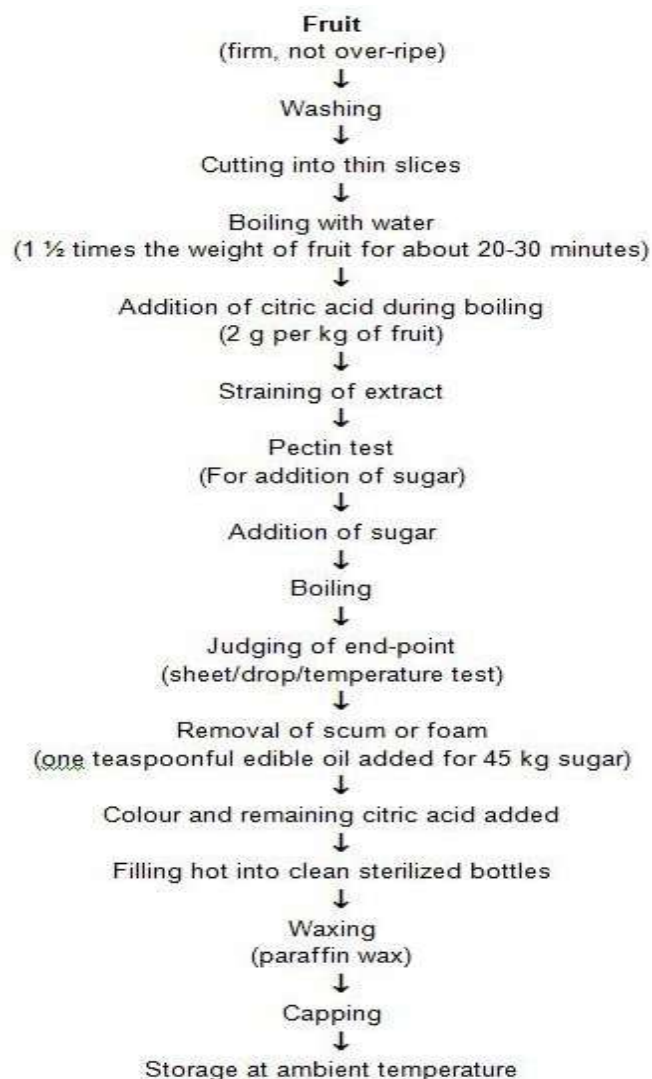 Fruit
(firm, not over-ripe)
↓
Washing
↓
Cutting into thin slices
↓
Boiling with water
(1 ½ times the weight of fruit for about 20-30 minutes)
↓
Addition of citric acid during boiling
(2 g per kg of fruit)
↓
Straining of extract
↓
Pectin test
(For addition of sugar)
↓
Addition of sugar
↓
Boiling
↓
Judging of end-point
(sheet/drop/temperature test)
↓
Removal of scum or foam
(one teaspoonful edible oil added for 45 kg sugar)
↓
Colour and remaining citric acid added
↓
Filling hot into clean sterilized bottles
↓
Waxing
(paraffin wax)
↓
Capping
↓
Storage at ambient temperature